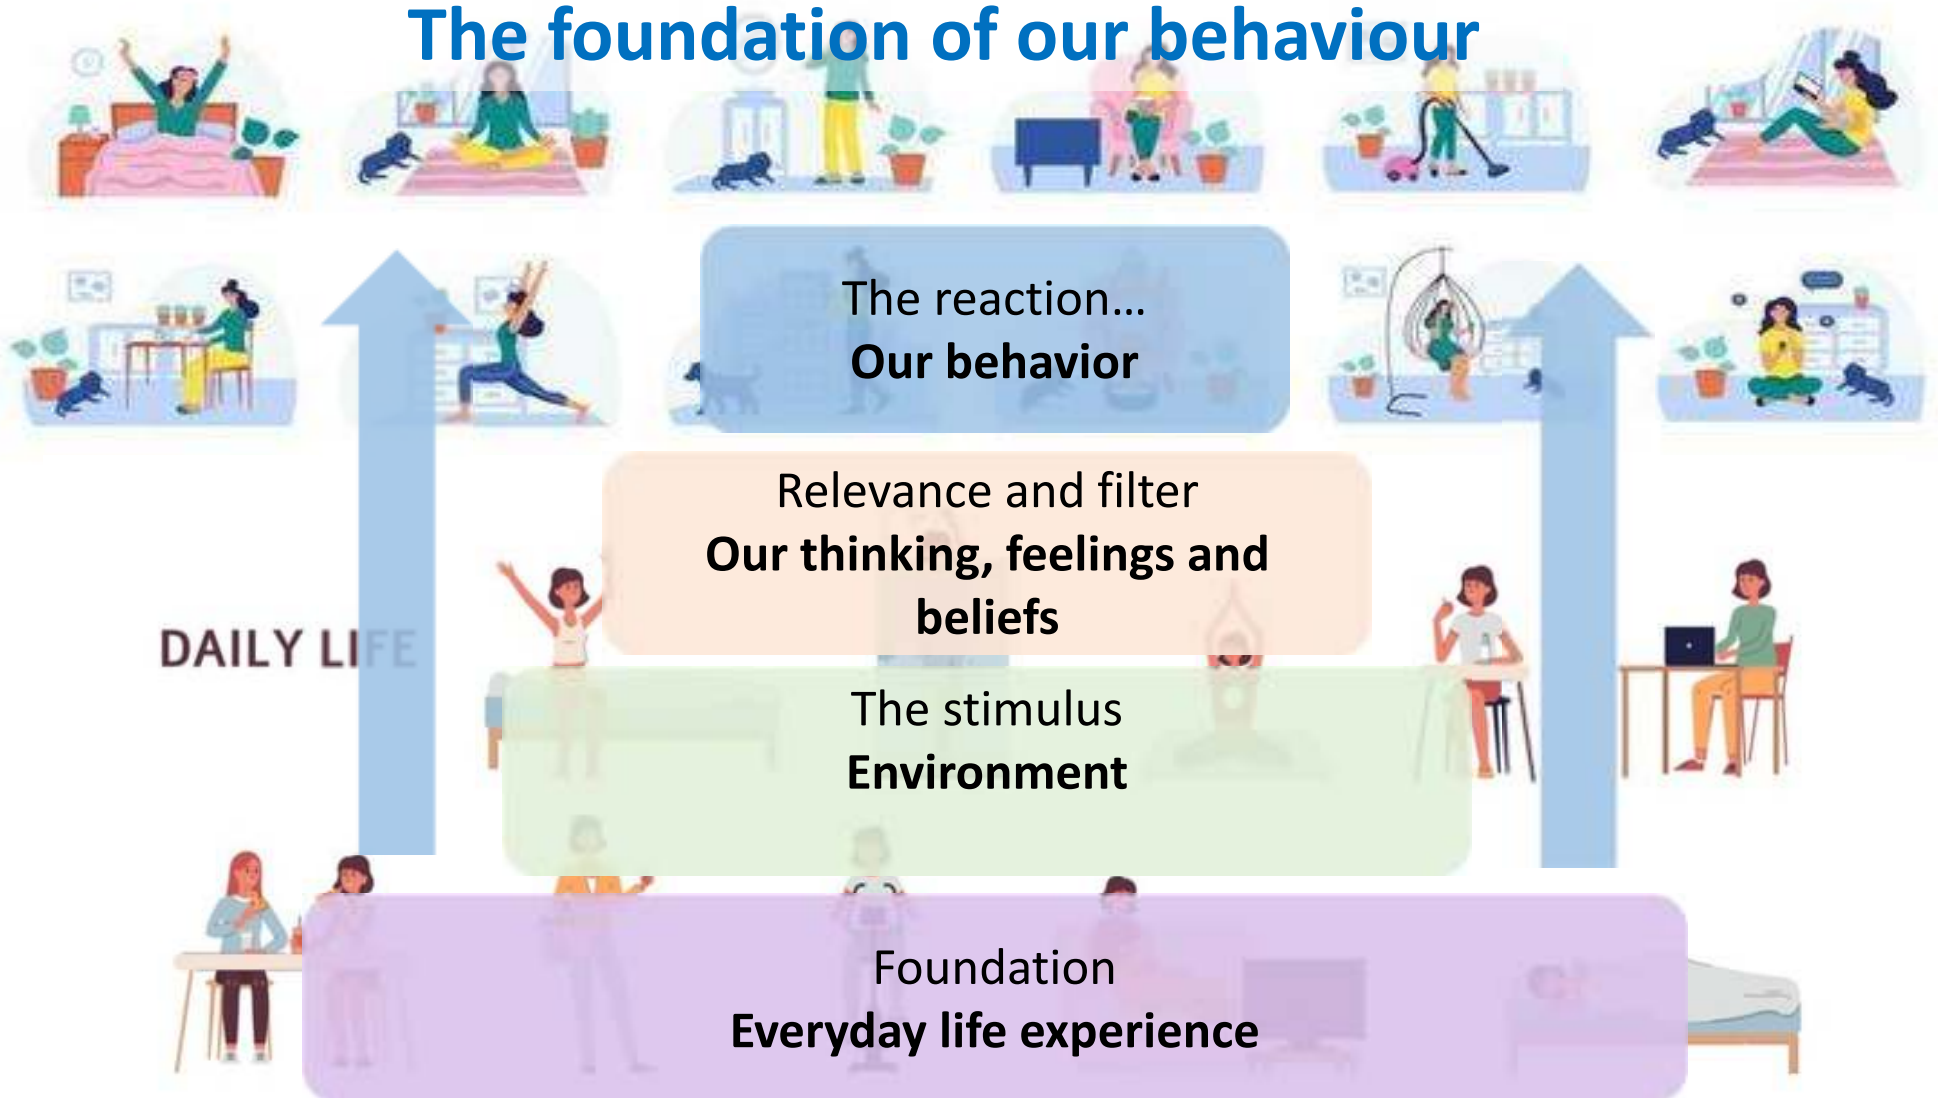 The foundation of our behaviour
The reaction...
Our behavior
Relevance and filter
Our thinking, feelings and
beliefs
DAILY LIFE
The stimulus
Environment
Foundation
Everyday life experience